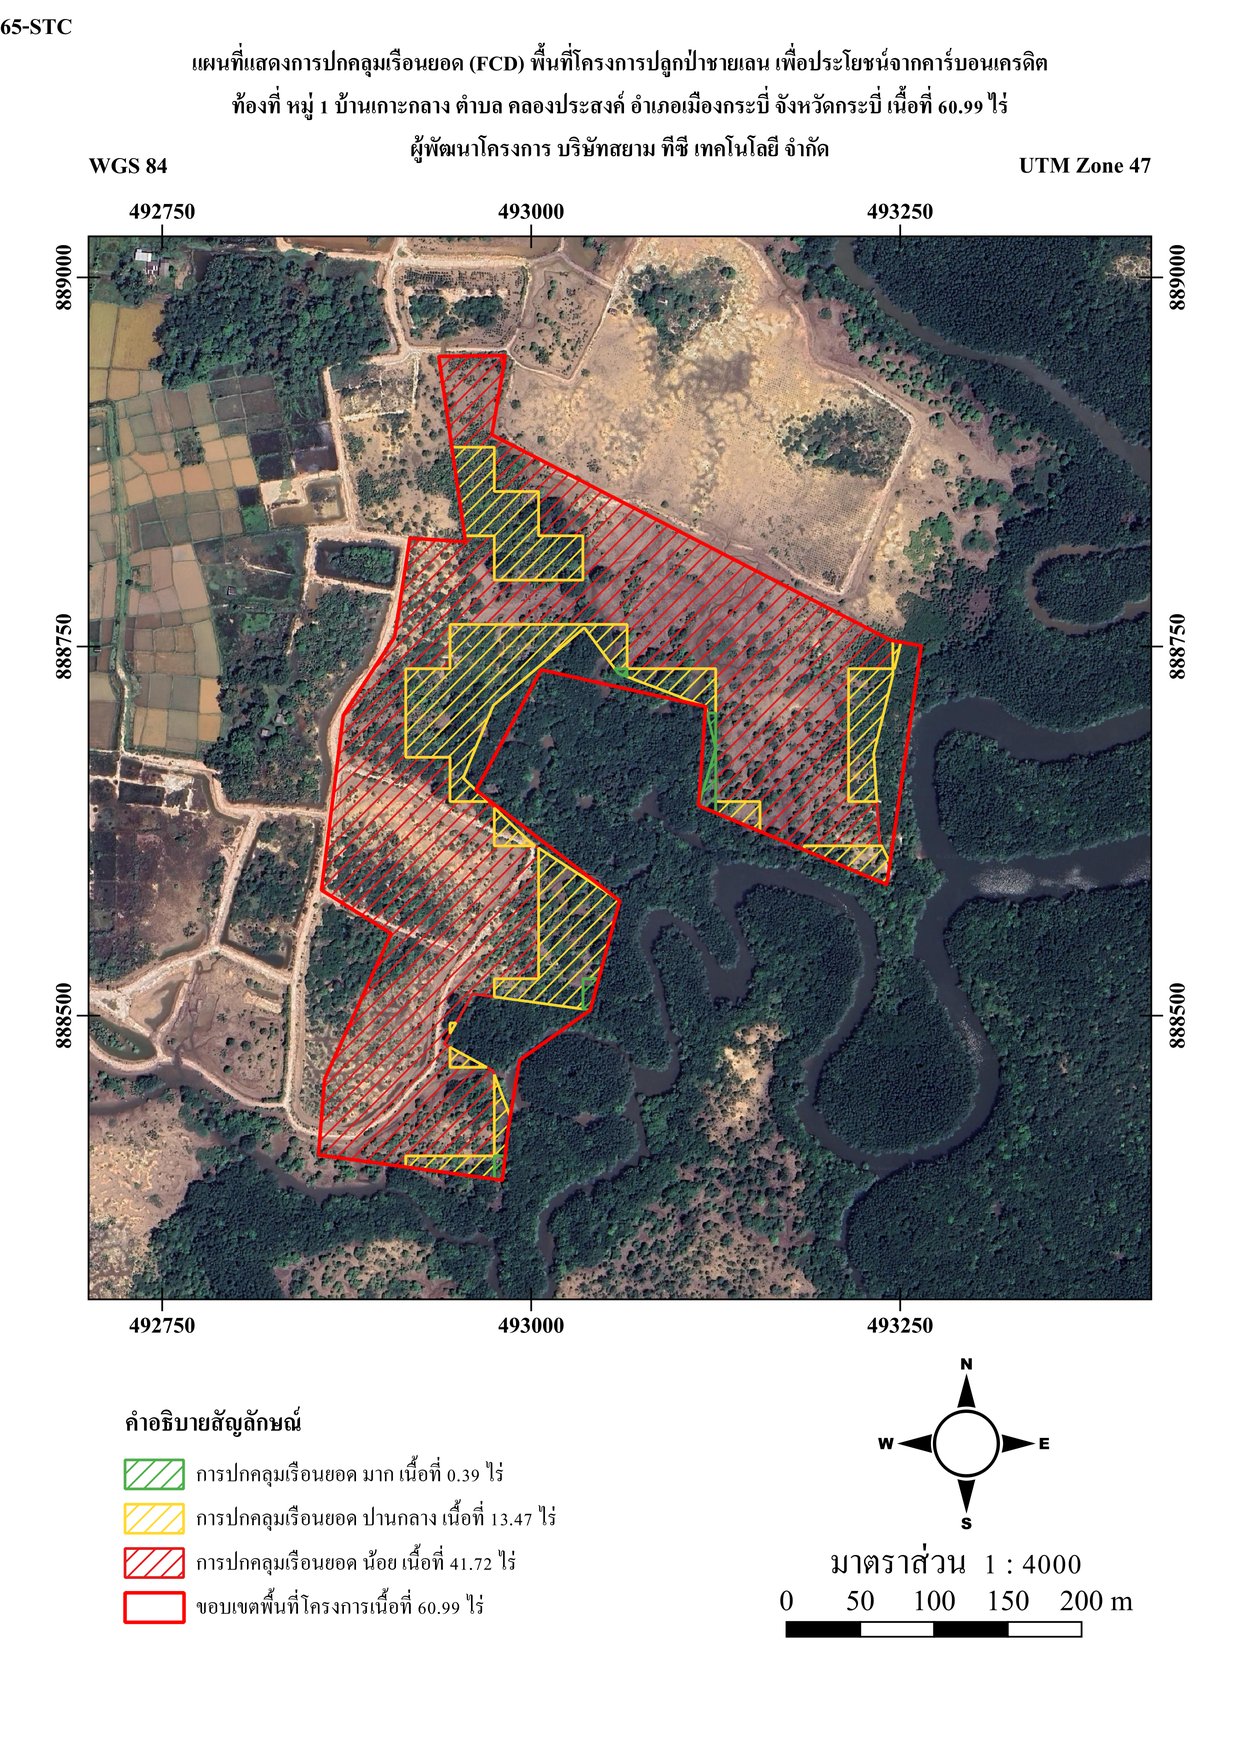 65-STC
แผนที่แสดงการปกคลุมเรือนยอด (FCD) พื้นที่โครงการปลูกป่าชายเลน เพื่อประโยชน์จากคาร์บอนเครดิต
ท้องที่ หมู่ 1 บ้านเกาะกลาง ตำบล คลองประสงค์ อำเภอเมืองกระบี่ จังหวัดกระบี่ เนื้อที่ 60.99 ไร่
ผู้พัฒนาโครงการ บริษัทสยาม ทีซี เทคโนโลยี จำกัด
WGS 84 UTM Zone 47
492750 493000 493250
889000 889000
888750 888750
888500 888500
492750 493000 493250
N
W E
S
คำอธิบายสัญลักษณ์
การปกคลุมเรือนยอด มาก เนื้อที่ 0.39 ไร่
การปกคลุมเรือนยอด ปานกลาง เนื้อที่ 13.47 ไร่
การปกคลุมเรือนยอด น้อย เนื้อที่ 41.72 ไร่
ขอบเขตพื้นที่โครงการเนื้อที่ 60.99 ไร่
มาตราส่วน 1 : 4000
0 50 100 150 200 m